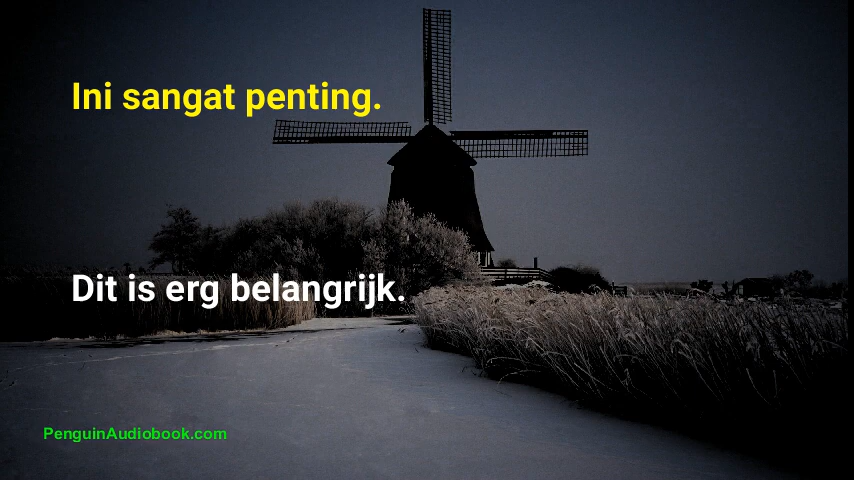 Ini sangat penting.
Dit is erg belangrijk.
PenguinAudiobook.com